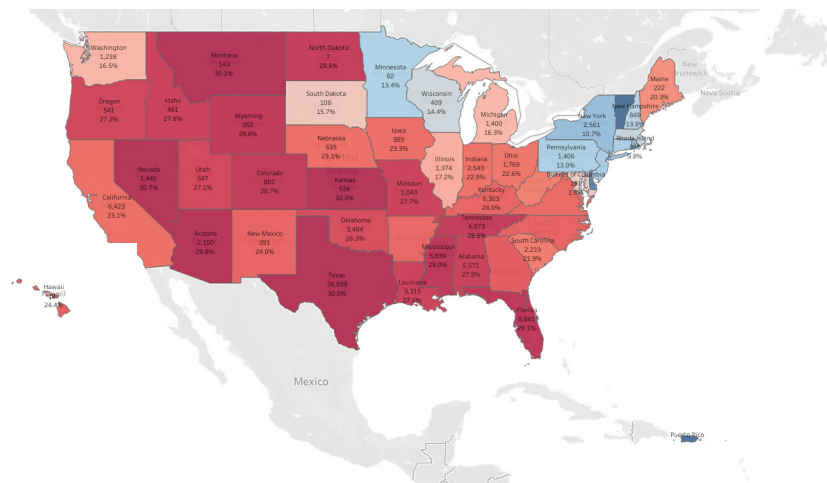 Washington
1,238
16.5%
Montana
143
30.1%
North Dakota
7
28.6%
Minnesota
82
13.4%
Maine
222
20.3%
New
Brunswick
Nova Scotia
Oregon
541
27.2%
Idaho
461
27.8%
Wyoming
260
28.8%
South Dakota
108
15.7%
Wisconsin
409
14.4%
Michigan
1,400
16.3%
New York
2,561
10.7%
New Hampshire
849
13.8%
Rhode Island
9.8%
Nebraska
635
23.1%
Iowa
309
23.3%
Illinois
1,374
17.2%
Indiana
2,543
22.9%
Ohio
1,769
22.6%
Pennsylvania
1,406
13.0%
District of Columbia
Nevada
1,445
30.7%
Utah
547
27.1%
Colorado
801
28.7%
Kansas
534
32.0%
Missouri
1,043
27.7%
Kentucky
6,303
24.0%
California
6,423
23.1%
Arizona
2,150
29.8%
New Mexico
391
24.0%
Oklahoma
3,484
26.3%
Tennessee
4,873
29.5%
South Carolina
2,219
21.9%
Mississippi
5,839
29.0%
Alabama
5,571
27.9%
Texas
26,028
30.0%
Louisiana
3,315
27.6%
Florida
8,841
29.1%
Hawaii
24.4%
Mexico
Puerto Rico